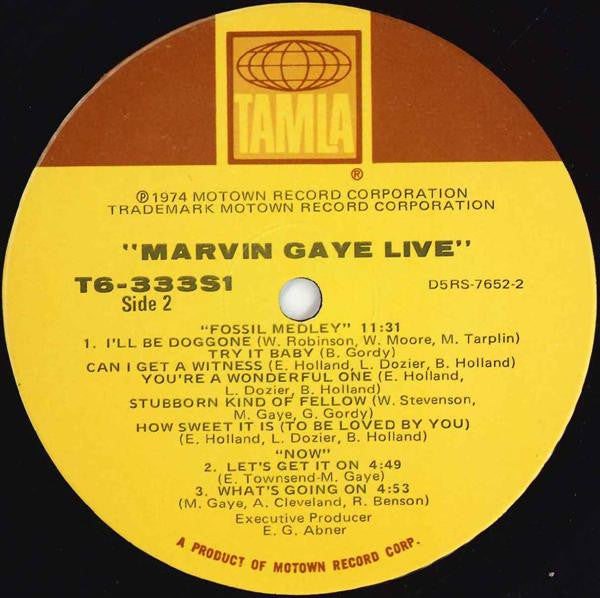 TAMLA
®
℗ 1974 MOTOWN RECORD CORPORATION
TRADEMARK MOTOWN RECORD CORPORATION
"MARVIN GAYE LIVE"
T6-333S1
D5RS-7652-2
Side 2
"FOSSIL MEDLEY" 11:31
1. I'LL BE DOGGONE (W. Robinson, W. Moore, M. Tarplin)
TRY IT BABY (B. Gordy)
CAN I GET A WITNESS (E. Holland, L. Dozier, B. Holland)
YOU'RE A WONDERFUL ONE (E. Holland,
L. Dozier, B. Holland)
STUBBORN KIND OF FELLOW (W. Stevenson,
M. Gaye, G. Gordy)
HOW SWEET IT IS (TO BE LOVED BY YOU)
(E. Holland, L. Dozier, B. Holland)
"NOW"
2. LET'S GET IT ON 4:49
(E. Townsend-M. Gaye)
3. WHAT'S GOING ON 4:53
(M. Gaye, A. Cleveland, R. Benson)
Executive Producer
E. G. Abner
A PRODUCT OF MOTOWN RECORD CORP.